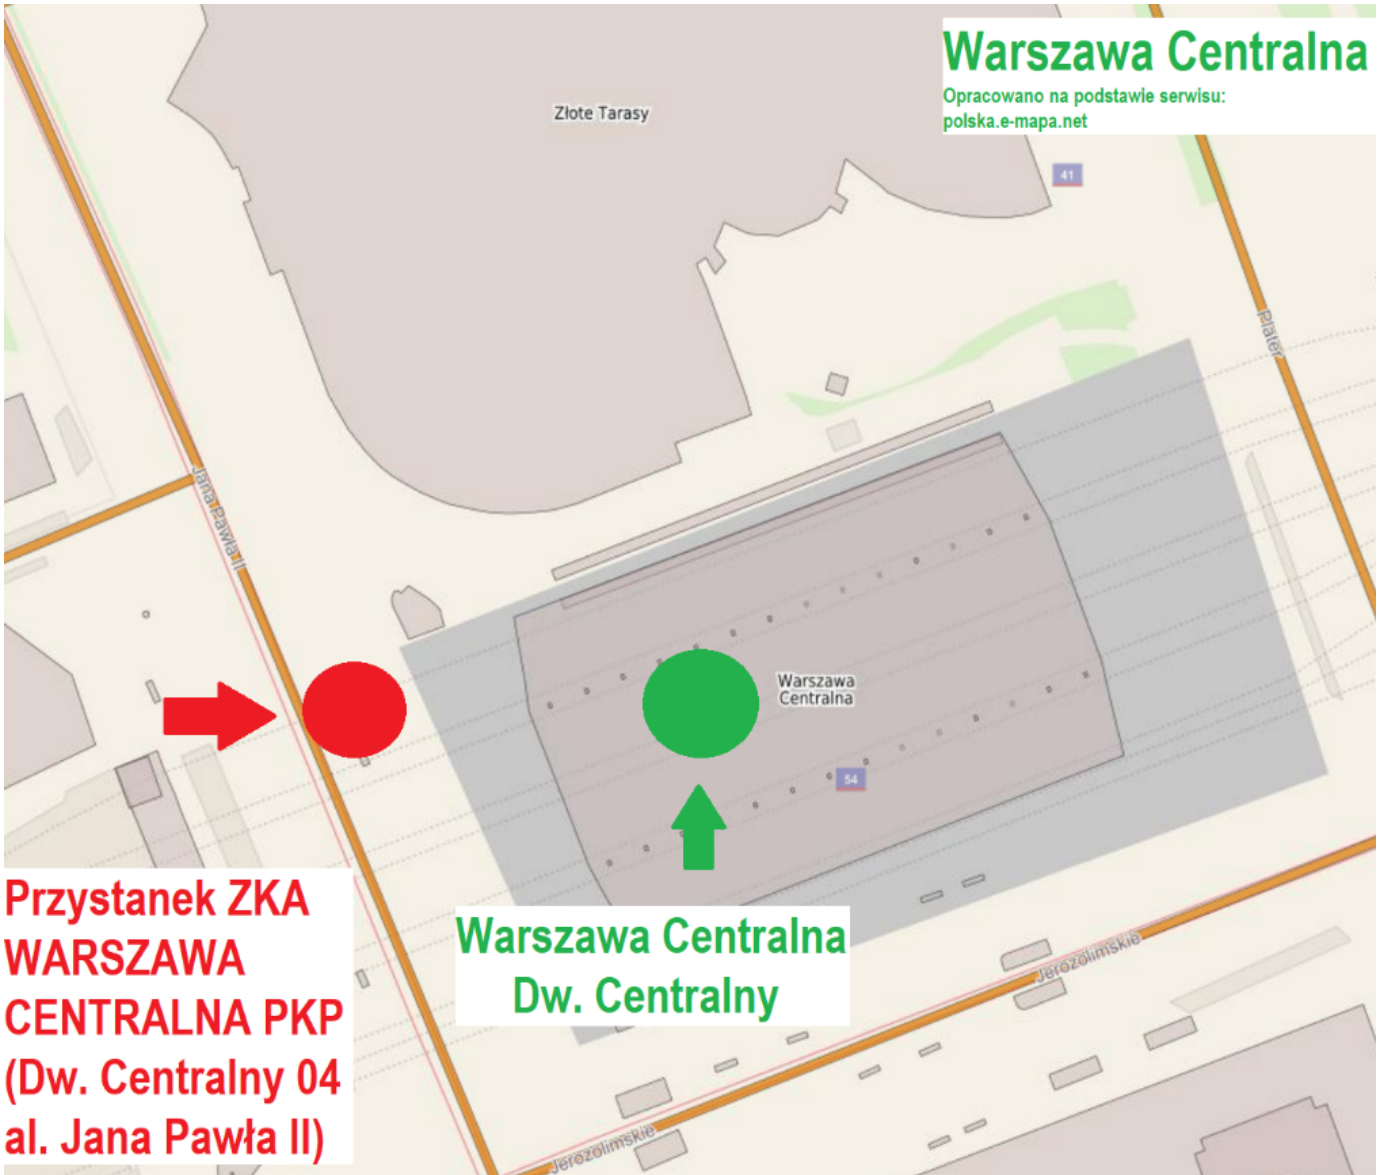 Warszawa Centralna
Opracowano na podstawie serwisu:
polska.e-mapa.net
Złote Tarasy
41
Plater
Jana Pawła II
Warszawa
Centralna
54
Przystanek ZKA
WARSZAWA
CENTRALNA PKP
(Dw. Centralny 04
al. Jana Pawła II)
Warszawa Centralna
Dw. Centralny
Jerozolimskie
Jerozolimskie